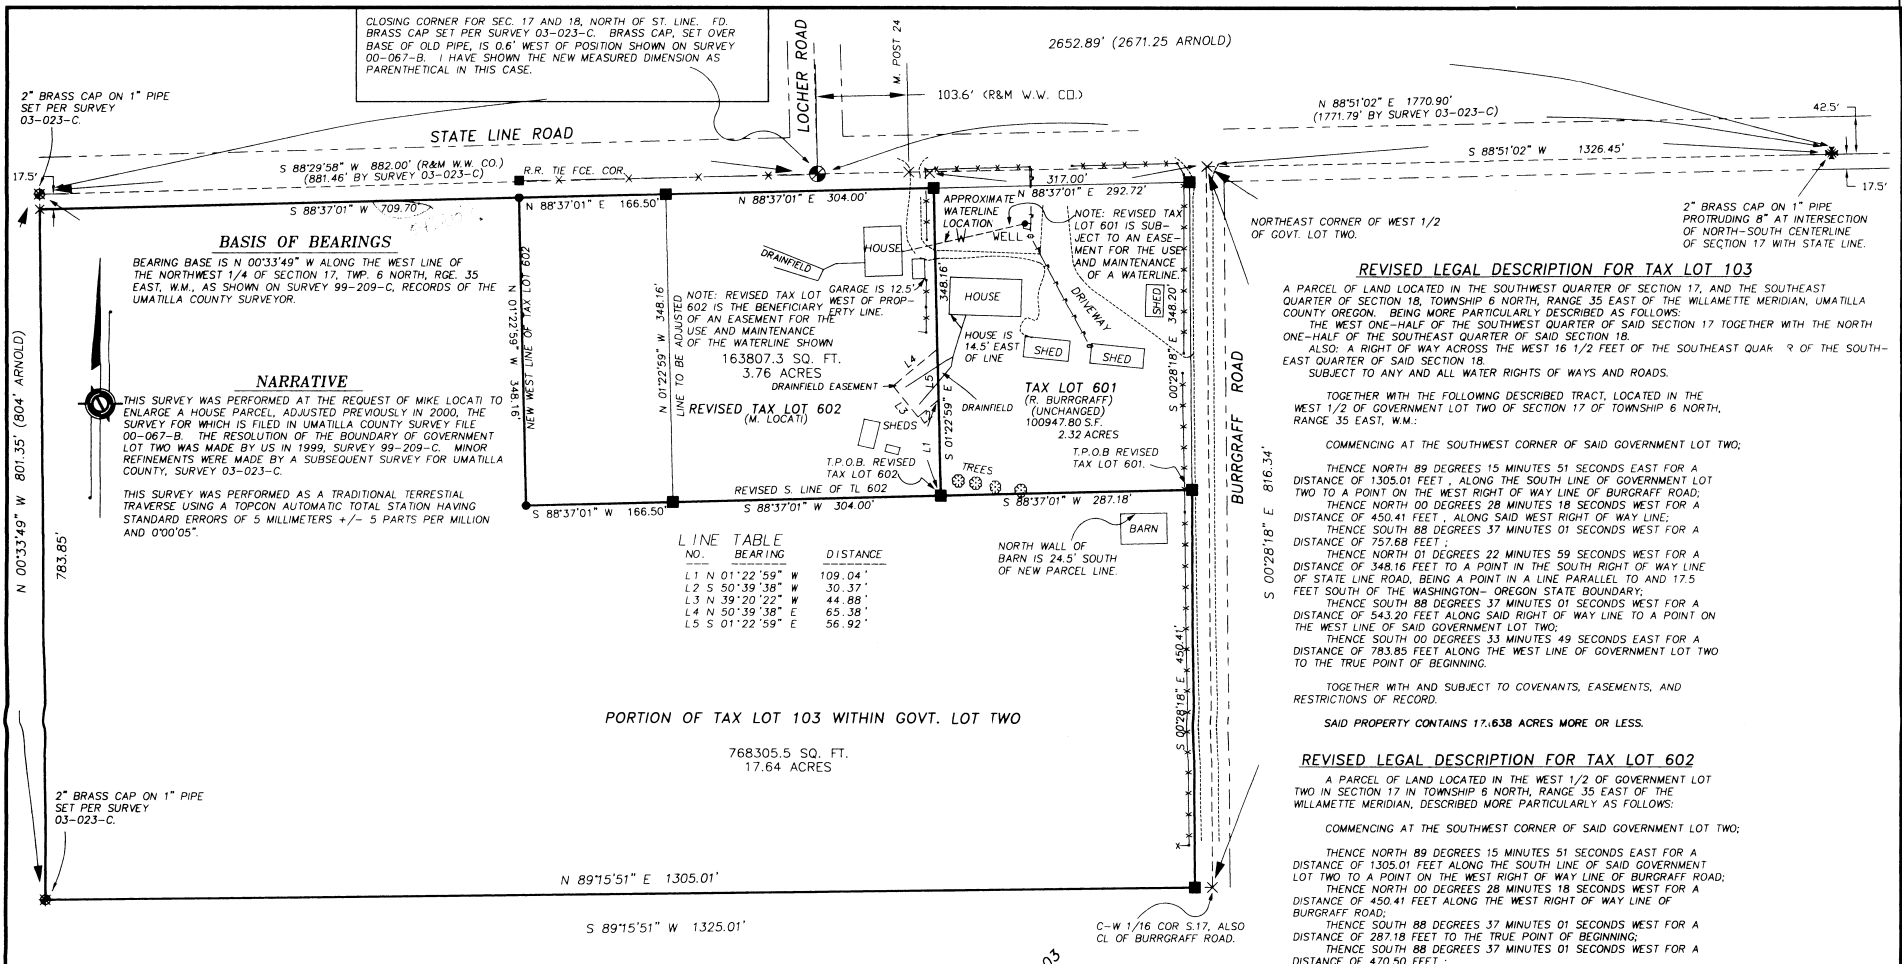 CLOSING CORNER FOR SEC. 17 AND 18, NORTH OF ST. LINE. FD.
BRASS CAP SET PER SURVEY 03-023-C. BRASS CAP, SET OVER
BASE OF OLD PIPE, IS 0.6' WEST OF POSITION SHOWN ON SURVEY
00-067-B. I HAVE SHOWN THE NEW MEASURED DIMENSION AS
PARENTHETICAL IN THIS CASE.
LOCHER ROAD
M. POST 24
2652.89' (2671.25 ARNOLD)
103.6' (R&M W.W. CO.)
2" BRASS CAP ON 1" PIPE
SET PER SURVEY
03-023-C.
STATE LINE ROAD
N 88°51'02" E 1770.90'
(1771.79' BY SURVEY 03-023-C)
42.5'
S 88°29'58" W 882.00' (R&M W.W. CO.)
(881.46' BY SURVEY 03-023-C)
R.R. TIE FCE. COR.
S 88°51'02" W 1326.45'
17.5'
17.5'
317.00'
S 88°37'01" W 709.70'
N 88°37'01" E 166.50'
N 88°37'01" E 304.00'
N 88°37'01" E 292.72'
2" BRASS CAP ON 1" PIPE
PROTRUDING 8" AT INTERSECTION
OF NORTH-SOUTH CENTERLINE
OF SECTION 17 WITH STATE LINE.
NORTHEAST CORNER OF WEST 1/2
OF GOVT. LOT TWO.
BASIS OF BEARINGS
BEARING BASE IS N 00°33'49" W ALONG THE WEST LINE OF
THE NORTHWEST 1/4 OF SECTION 17, TWP. 6 NORTH, RGE. 35
EAST, W.M., AS SHOWN ON SURVEY 99-209-C, RECORDS OF THE
UMATILLA COUNTY SURVEYOR.
NARRATIVE
THIS SURVEY WAS PERFORMED AT THE REQUEST OF MIKE LOCATI TO
ENLARGE A HOUSE PARCEL, ADJUSTED PREVIOUSLY IN 2000, THE
SURVEY FOR WHICH IS FILED IN UMATILLA COUNTY SURVEY FILE
00-067-B. THE RESOLUTION OF THE BOUNDARY OF GOVERNMENT
LOT TWO WAS MADE BY US IN 1999, SURVEY 99-209-C. MINOR
REFINEMENTS WERE MADE BY A SUBSEQUENT SURVEY FOR UMATILLA
COUNTY, SURVEY 03-023-C.
THIS SURVEY WAS PERFORMED AS A TRADITIONAL TERRESTIAL
TRAVERSE USING A TOPCON AUTOMATIC TOTAL STATION HAVING
STANDARD ERRORS OF 5 MILLIMETERS +/- 5 PARTS PER MILLION
AND 0°00'05".
N 00°33'49" W 801.35' (804' ARNOLD)
783.85'
N 01°22'59" W 348.16'
NEW WEST LINE OF TAX LOT 602
N 01°22'59" W 348.16'
LINE TO BE ADJUSTED
DRAINFIELD
HOUSE
APPROXIMATE
WATERLINE
LOCATION
W
WELL
NOTE: REVISED TAX
LOT 601 IS SUB-
JECT TO AN EASE-
MENT FOR THE USE
AND MAINTENANCE
OF A WATERLINE.
NOTE: REVISED TAX LOT
602 IS THE BENEFICIARY
OF AN EASEMENT FOR THE
USE AND MAINTENANCE
OF THE WATERLINE SHOWN
GARAGE IS 12.5'
WEST OF PROP-
ERTY LINE.
163807.3 SQ. FT.
3.76 ACRES
DRAINFIELD EASEMENT
REVISED TAX LOT 602
(M. LOCATI)
SHEDS
348.16'
HOUSE
DRIVEWAY
SHED
HOUSE IS
14.5' EAST
OF LINE
SHED
SHED
L4
L5
L3
L2
L1
DRAINFIELD
S 01°22'59" E
TAX LOT 601
(R. BURRGRAFF)
(UNCHANGED)
100947.80 S.F.
2.32 ACRES
S 00°28'18" E 348.20'
T.P.O.B. REVISED
TAX LOT 602
TREES
T.P.O.B REVISED
TAX LOT 601.
REVISED S. LINE OF TL 602
S 88°37'01" W 166.50'
S 88°37'01" W 304.00'
S 88°37'01" W 287.18'
BARN
NORTH WALL OF
BARN IS 24.5' SOUTH
OF NEW PARCEL LINE.
BURRGRAFF ROAD
S 00°28'18" E 816.34'
S 00°28'18" E 450.41'
LINE TABLE
NO. BEARING DISTANCE
L1 N 01°22'59" W 109.04'
L2 S 50°39'38" W 30.37'
L3 N 39°20'22" W 44.88'
L4 N 50°39'38" E 65.38'
L5 S 01°22'59" E 56.92'
PORTION OF TAX LOT 103 WITHIN GOVT. LOT TWO
768305.5 SQ. FT.
17.64 ACRES
2" BRASS CAP ON 1" PIPE
SET PER SURVEY
03-023-C.
N 89°15'51" E 1305.01'
S 89°15'51" W 1325.01'
C-W 1/16 COR S.17, ALSO
CL OF BURRGRAFF ROAD.
03
REVISED LEGAL DESCRIPTION FOR TAX LOT 103
A PARCEL OF LAND LOCATED IN THE SOUTHWEST QUARTER OF SECTION 17, AND THE SOUTHEAST
QUARTER OF SECTION 18, TOWNSHIP 6 NORTH, RANGE 35 EAST OF THE WILLAMETTE MERIDIAN, UMATILLA
COUNTY OREGON. BEING MORE PARTICULARLY DESCRIBED AS FOLLOWS:
THE WEST ONE-HALF OF THE SOUTHWEST QUARTER OF SAID SECTION 17 TOGETHER WITH THE NORTH
ONE-HALF OF THE SOUTHEAST QUARTER OF SAID SECTION 18.
ALSO: A RIGHT OF WAY ACROSS THE WEST 16 1/2 FEET OF THE SOUTHEAST QUAR R OF THE SOUTH-
EAST QUARTER OF SAID SECTION 18.
SUBJECT TO ANY AND ALL WATER RIGHTS OF WAYS AND ROADS.
TOGETHER WITH THE FOLLOWING DESCRIBED TRACT, LOCATED IN THE
WEST 1/2 OF GOVERNMENT LOT TWO OF SECTION 17 OF TOWNSHIP 6 NORTH,
RANGE 35 EAST, W.M.:
COMMENCING AT THE SOUTHWEST CORNER OF SAID GOVERNMENT LOT TWO;
THENCE NORTH 89 DEGREES 15 MINUTES 51 SECONDS EAST FOR A
DISTANCE OF 1305.01 FEET , ALONG THE SOUTH LINE OF GOVERNMENT LOT
TWO TO A POINT ON THE WEST RIGHT OF WAY LINE OF BURGRAFF ROAD;
THENCE NORTH 00 DEGREES 28 MINUTES 18 SECONDS WEST FOR A
DISTANCE OF 450.41 FEET , ALONG SAID WEST RIGHT OF WAY LINE;
THENCE SOUTH 88 DEGREES 37 MINUTES 01 SECONDS WEST FOR A
DISTANCE OF 757.68 FEET ;
THENCE NORTH 01 DEGREES 22 MINUTES 59 SECONDS WEST FOR A
DISTANCE OF 348.16 FEET TO A POINT IN THE SOUTH RIGHT OF WAY LINE
OF STATE LINE ROAD, BEING A POINT IN A LINE PARALLEL TO AND 17.5
FEET SOUTH OF THE WASHINGTON- OREGON STATE BOUNDARY;
THENCE SOUTH 88 DEGREES 37 MINUTES 01 SECONDS WEST FOR A
DISTANCE OF 543.20 FEET ALONG SAID RIGHT OF WAY LINE TO A POINT ON
THE WEST LINE OF SAID GOVERNMENT LOT TWO;
THENCE SOUTH 00 DEGREES 33 MINUTES 49 SECONDS EAST FOR A
DISTANCE OF 783.85 FEET ALONG THE WEST LINE OF GOVERNMENT LOT TWO
TO THE TRUE POINT OF BEGINNING.
TOGETHER WITH AND SUBJECT TO COVENANTS, EASEMENTS, AND
RESTRICTIONS OF RECORD.
SAID PROPERTY CONTAINS 17.638 ACRES MORE OR LESS.
REVISED LEGAL DESCRIPTION FOR TAX LOT 602
A PARCEL OF LAND LOCATED IN THE WEST 1/2 OF GOVERNMENT LOT
TWO IN SECTION 17 IN TOWNSHIP 6 NORTH, RANGE 35 EAST OF THE
WILLAMETTE MERIDIAN, DESCRIBED MORE PARTICULARLY AS FOLLOWS:
COMMENCING AT THE SOUTHWEST CORNER OF SAID GOVERNMENT LOT TWO;
THENCE NORTH 89 DEGREES 15 MINUTES 51 SECONDS EAST FOR A
DISTANCE OF 1305.01 FEET ALONG THE SOUTH LINE OF SAID GOVERNMENT
LOT TWO TO A POINT ON THE WEST RIGHT OF WAY LINE OF BURGRAFF ROAD;
THENCE NORTH 00 DEGREES 28 MINUTES 18 SECONDS WEST FOR A
DISTANCE OF 450.41 FEET ALONG THE WEST RIGHT OF WAY LINE OF
BURGRAFF ROAD;
THENCE SOUTH 88 DEGREES 37 MINUTES 01 SECONDS WEST FOR A
DISTANCE OF 287.18 FEET TO THE TRUE POINT OF BEGINNING;
THENCE SOUTH 88 DEGREES 37 MINUTES 01 SECONDS WEST FOR A
DISTANCE OF 470.50 FEET ;